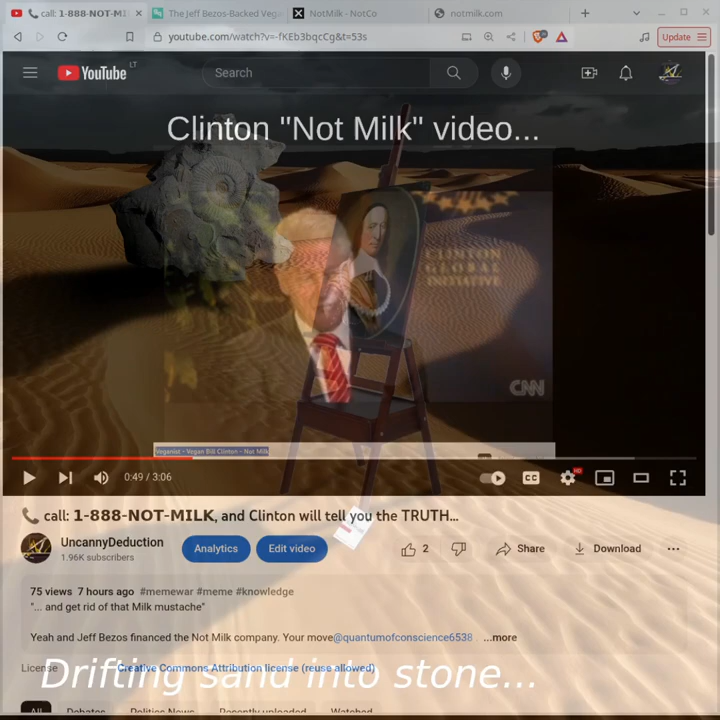 call: 1-888-NOT-MI
The Jeff Bezos-Backed Vega
NotMilk - NotCo
notmilk.com
youtube.com/watch?v=-fKEb3bqcCg&t=53s
Update
YouTube LT
Search
Clinton "Not Milk" video...
CLINTON
GLOBAL
INITIATIVE
CNN
Veganist - Vegan Bill Clinton - Not Milk
0:49 / 3:06
CC
HD
call: 1-888-NOT-MILK, and Clinton will tell you the TRUTH...
UncannyDeduction
1.96K subscribers
Analytics
Edit video
2
Share
Download
75 views 7 hours ago #memewar #meme #knowledge
"... and get rid of that Milk mustache"
Yeah and Jeff Bezos financed the Not Milk company. Your move@quantumofconscience6538 ...more
License
Creative Commons Attribution license (reuse allowed)
Drifting sand into stone...
All Debates Politics News Recently uploaded Watched